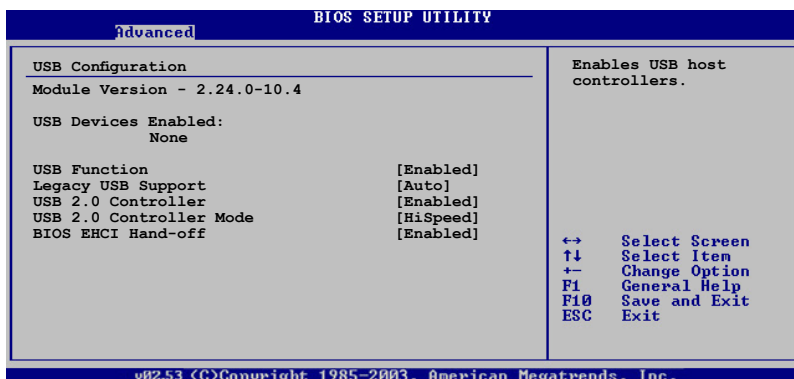 BIOS SETUP UTILITY
Advanced
USB Configuration
Module Version - 2.24.0-10.4
USB Devices Enabled:
None
USB Function [Enabled]
Legacy USB Support [Auto]
USB 2.0 Controller [Enabled]
USB 2.0 Controller Mode [HiSpeed]
BIOS EHCI Hand-off [Enabled]
Enables USB host
controllers.
←→ Select Screen
↑↓ Select Item
+- Change Option
F1 General Help
F10 Save and Exit
ESC Exit
v02.53 (C)Copyright 1985-2003, American Megatrends, Inc.